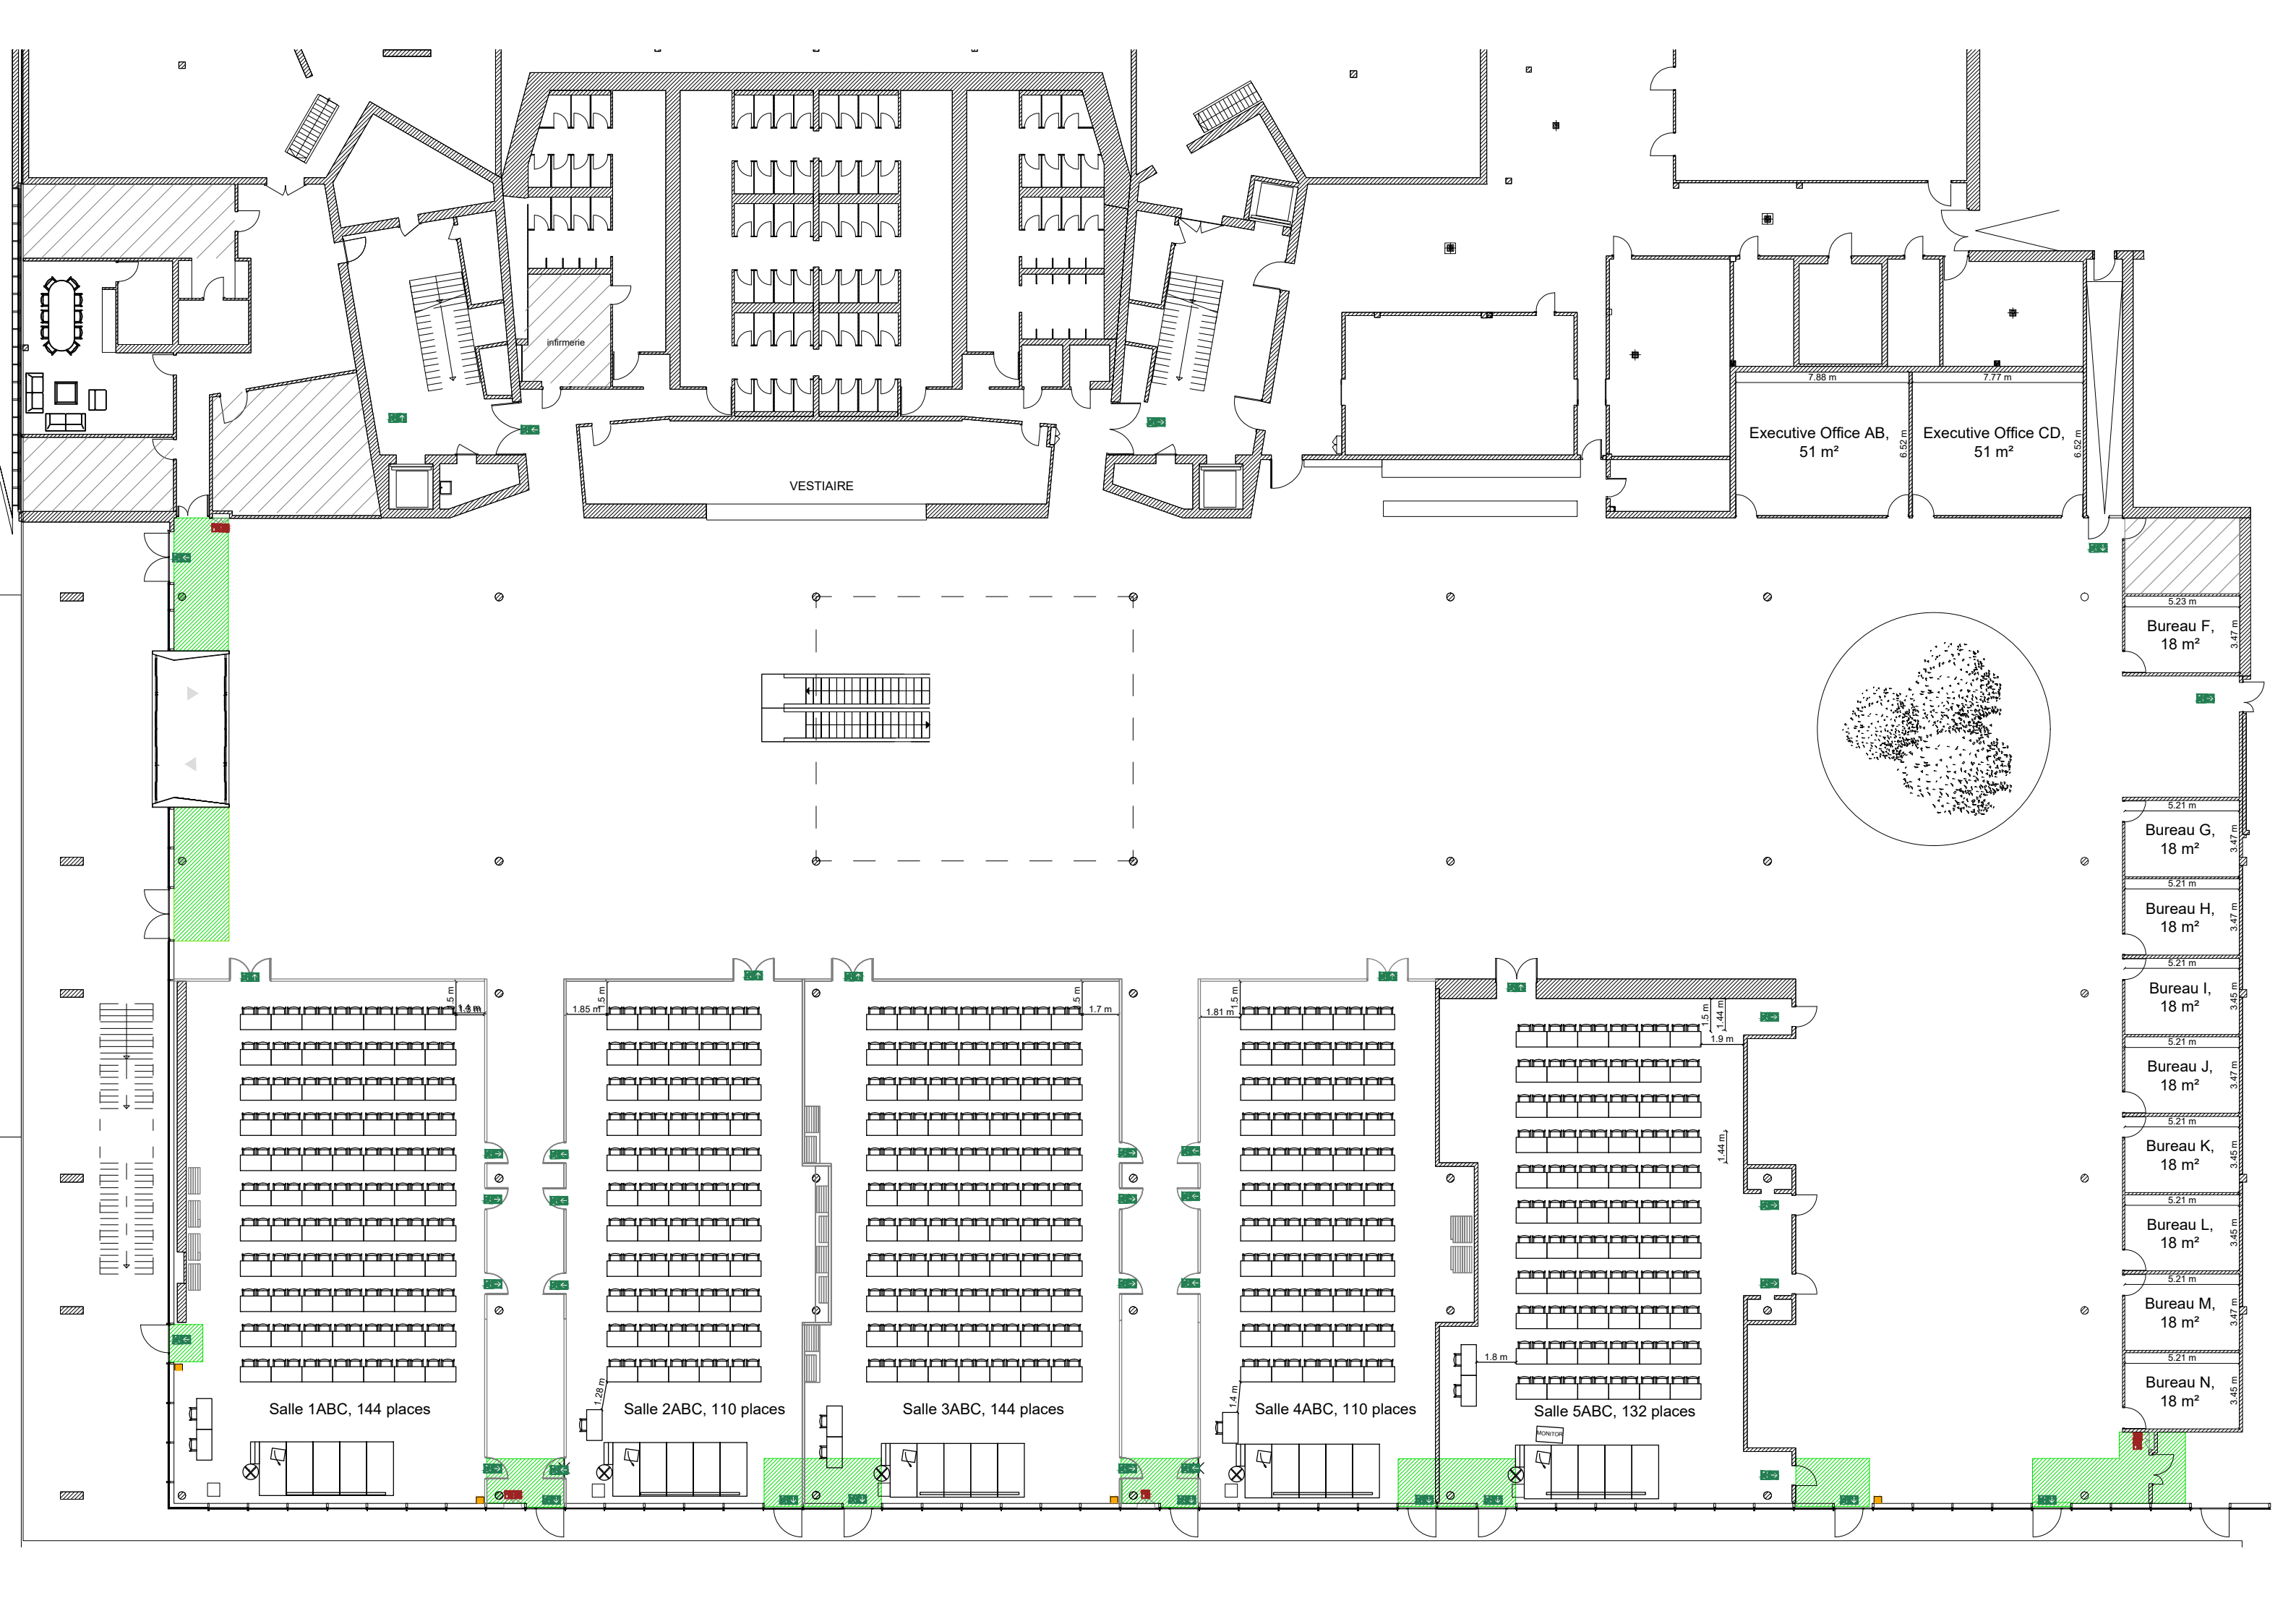 infirmerie
VESTIAIRE
7.88 m
7.77 m
Executive Office AB,
51 m²
6.52 m
Executive Office CD,
51 m²
6.52 m
5.23 m
Bureau F,
18 m²
3.47 m
5.21 m
Bureau G,
18 m²
3.47 m
5.21 m
Bureau H,
18 m²
3.47 m
5.21 m
Bureau I,
18 m²
3.45 m
5.21 m
Bureau J,
18 m²
3.47 m
5.21 m
Bureau K,
18 m²
3.45 m
5.21 m
Bureau L,
18 m²
3.45 m
5.21 m
Bureau M,
18 m²
3.47 m
5.21 m
Bureau N,
18 m²
3.45 m
1.5 m
1.85 m
1.5 m
1.5 m
1.7 m
1.81 m
1.5 m
1.5 m
1.44 m
1.9 m
1.44 m
1.8 m
1.28 m
1.4 m
Salle 1ABC, 144 places
Salle 2ABC, 110 places
Salle 3ABC, 144 places
Salle 4ABC, 110 places
Salle 5ABC, 132 places
MONITOR